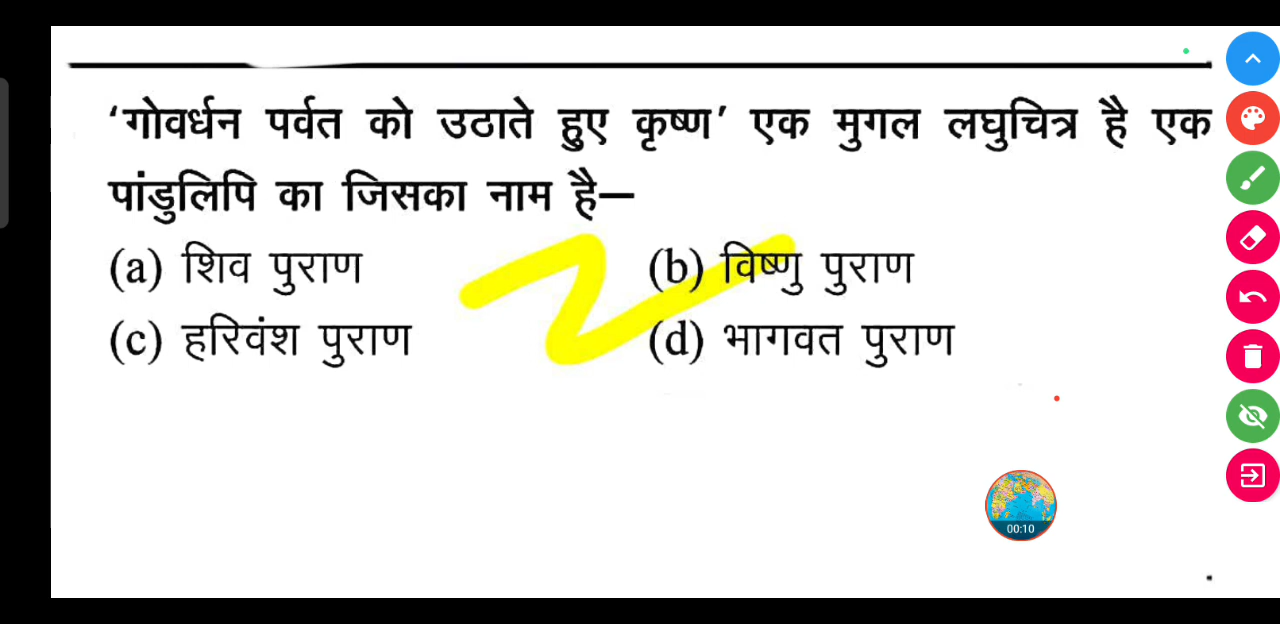 ‘गोवर्धन पर्वत को उठाते हुए कृष्ण’ एक मुगल लघुचित्र है एक
पांडुलिपि का जिसका नाम है—
(a) शिव पुराण (b) विष्णु पुराण
(c) हरिवंश पुराण (d) भागवत पुराण
00:10